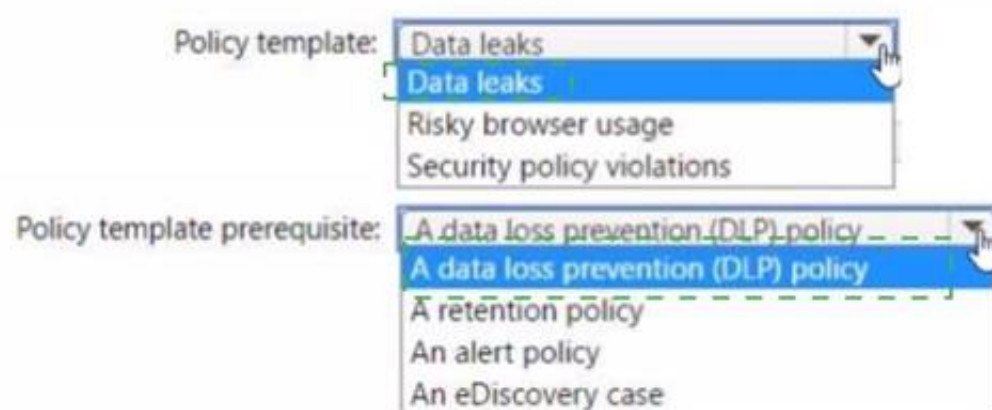 Policy template: Data leaks
Data leaks
Risky browser usage
Security policy violations
Policy template prerequisite: A data loss prevention (DLP) policy
A data loss prevention (DLP) policy
A retention policy
An alert policy
An eDiscovery case